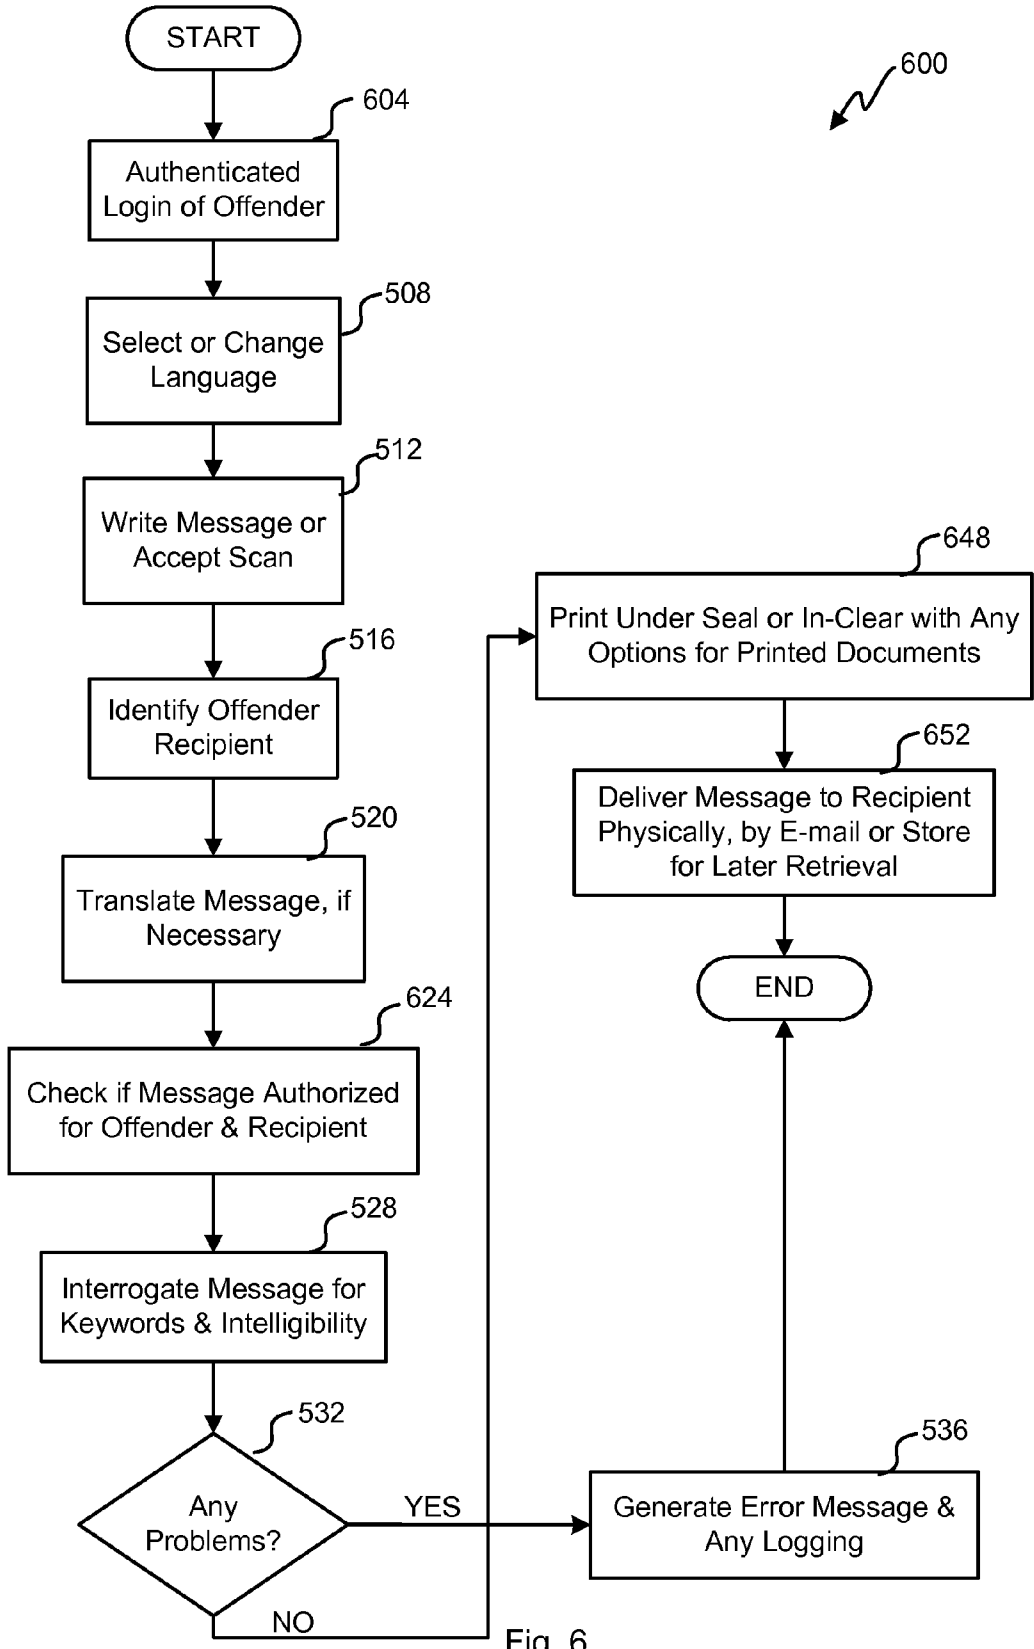 START
600
604
Authenticated
Login of Offender
508
Select or Change
Language
512
Write Message or
Accept Scan
516
Identify Offender
Recipient
520
Translate Message, if
Necessary
624
Check if Message Authorized
for Offender & Recipient
528
Interrogate Message for
Keywords & Intelligibility
532
Any
Problems?
YES
NO
648
Print Under Seal or In-Clear with Any
Options for Printed Documents
652
Deliver Message to Recipient
Physically, by E-mail or Store
for Later Retrieval
END
536
Generate Error Message &
Any Logging
Fig. 6